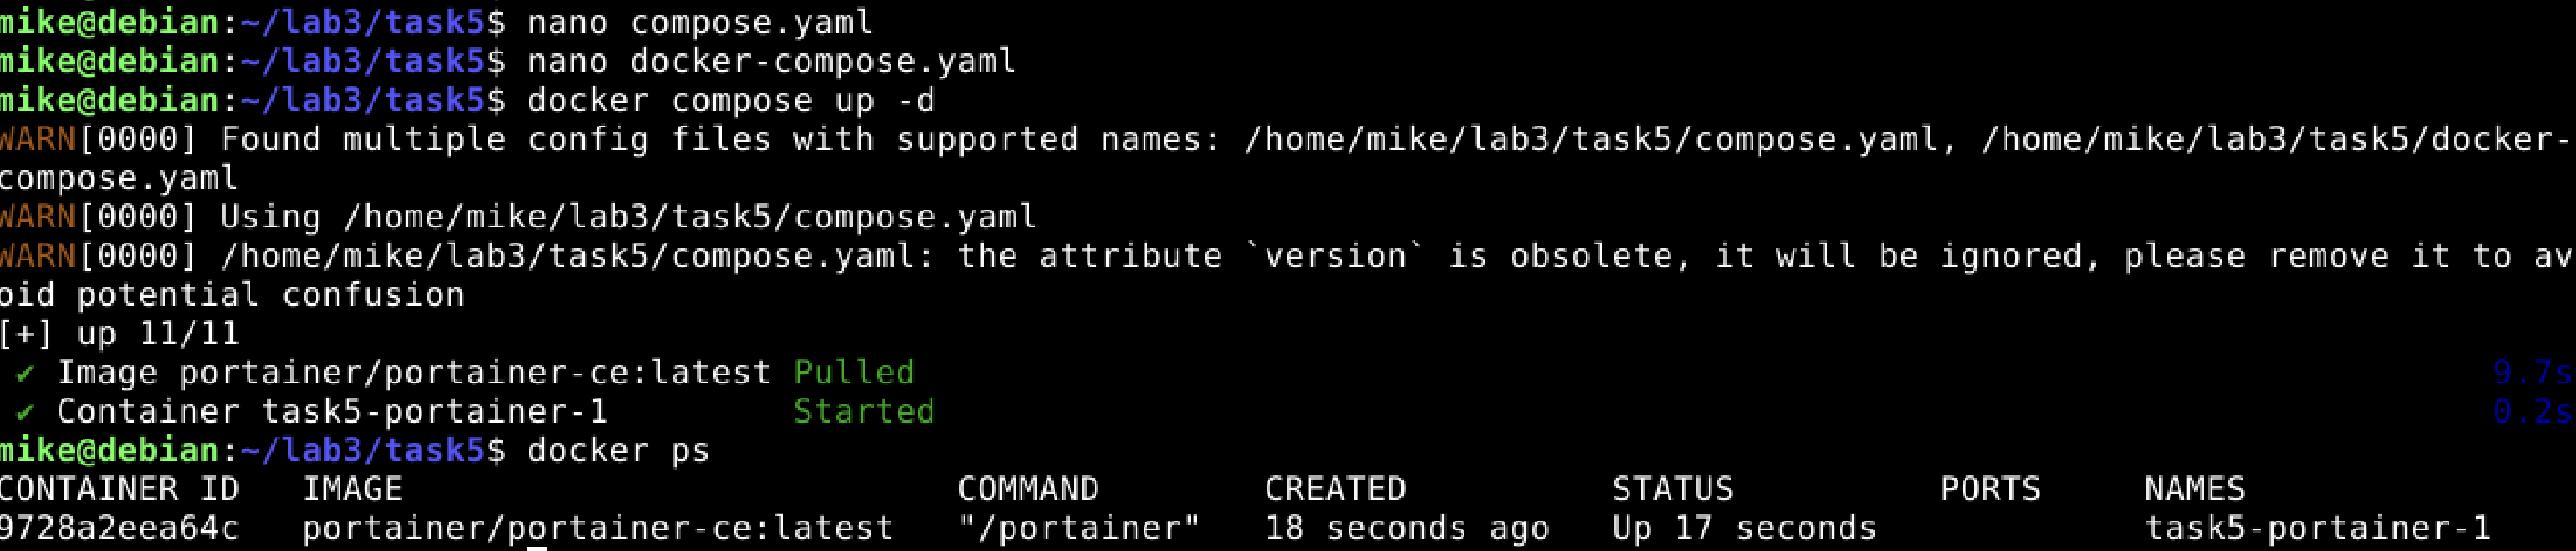 mike@debian:~/lab3/task5$ nano compose.yaml
mike@debian:~/lab3/task5$ nano docker-compose.yaml
mike@debian:~/lab3/task5$ docker compose up -d
WARN[0000] Found multiple config files with supported names: /home/mike/lab3/task5/compose.yaml, /home/mike/lab3/task5/docker-
compose.yaml
WARN[0000] Using /home/mike/lab3/task5/compose.yaml
WARN[0000] /home/mike/lab3/task5/compose.yaml: the attribute `version` is obsolete, it will be ignored, please remove it to av
oid potential confusion
[+] up 11/11
✔ Image portainer/portainer-ce:latest Pulled 9.7s
✔ Container task5-portainer-1 Started 0.2s
mike@debian:~/lab3/task5$ docker ps
CONTAINER ID IMAGE COMMAND CREATED STATUS PORTS NAMES
9728a2eea64c portainer/portainer-ce:latest "/portainer" 18 seconds ago Up 17 seconds task5-portainer-1